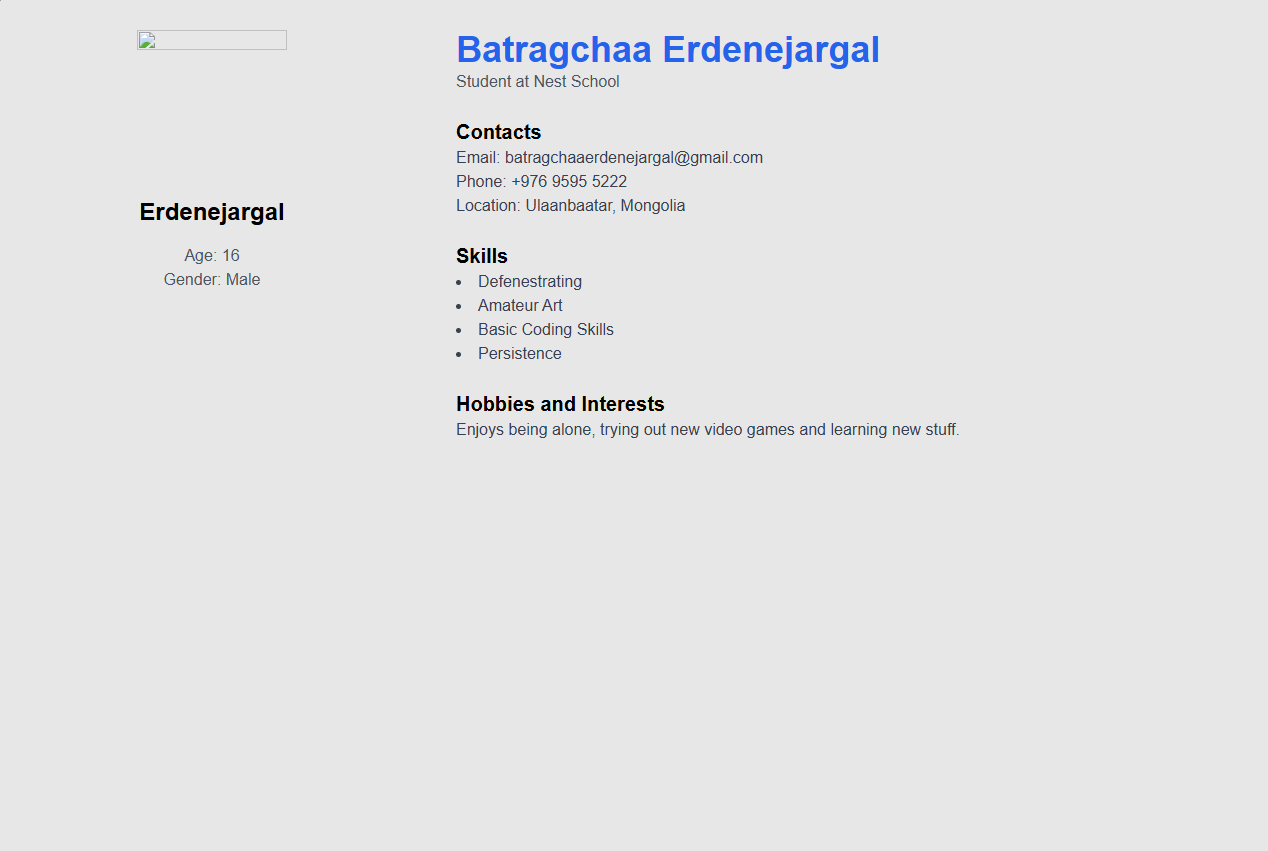 Batragchaa Erdenejargal
Student at Nest School
Erdenejargal
Age: 16
Gender: Male
Contacts
Email: batragchaaerdenejargal@gmail.com
Phone: +976 9595 5222
Location: Ulaanbaatar, Mongolia
Skills
Defenestrating
Amateur Art
Basic Coding Skills
Persistence
Hobbies and Interests
Enjoys being alone, trying out new video games and learning new stuff.